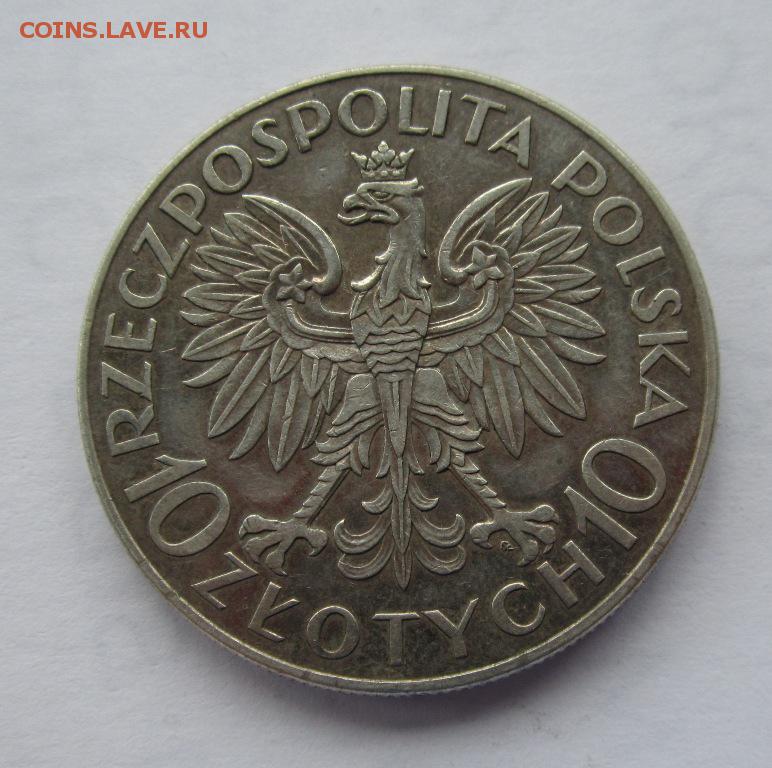 COINS.LAVE.RU
RZECZPOSPOLITA POLSKA
10 ZŁOTYCH 10